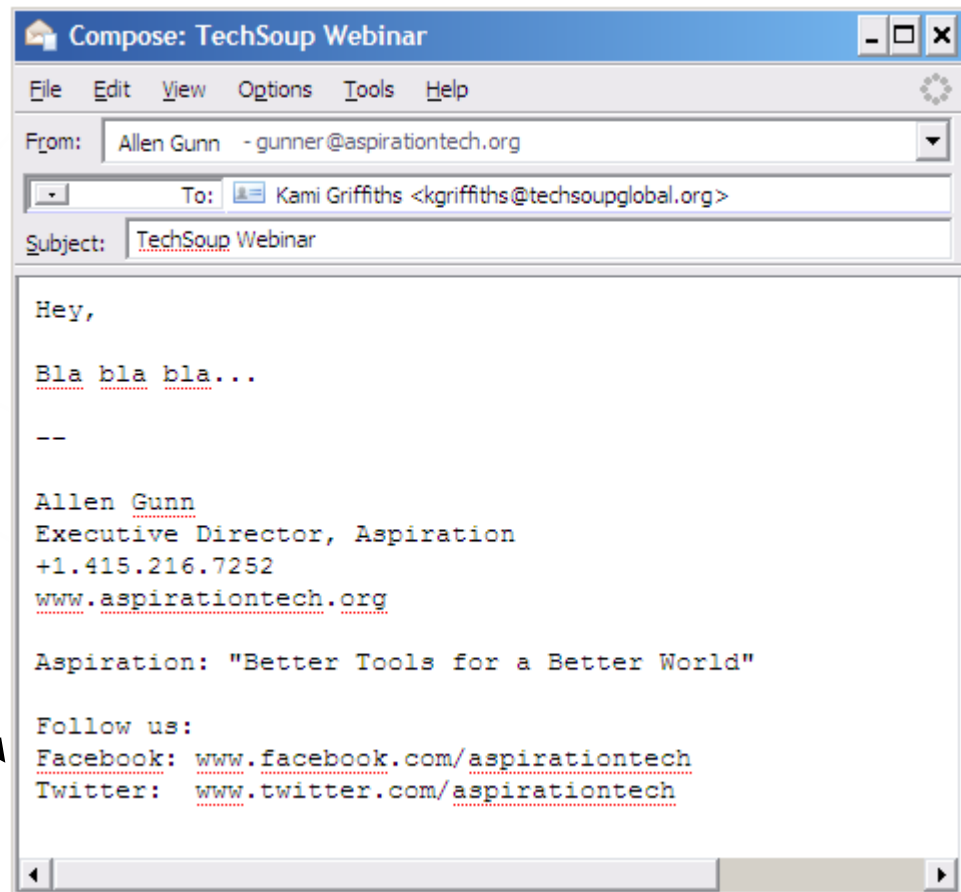 Compose: TechSoup Webinar
File Edit View Options Tools Help
From: Allen Gunn - gunner@aspirationtech.org
To: Kami Griffiths <kgriffiths@techsoupglobal.org>
Subject: TechSoup Webinar
Hey,
Bla bla bla...
--
Allen Gunn
Executive Director, Aspiration
+1.415.216.7252
www.aspirationtech.org
Aspiration: "Better Tools for a Better World"
Follow us:
Facebook: www.facebook.com/aspirationtech
Twitter: www.twitter.com/aspirationtech